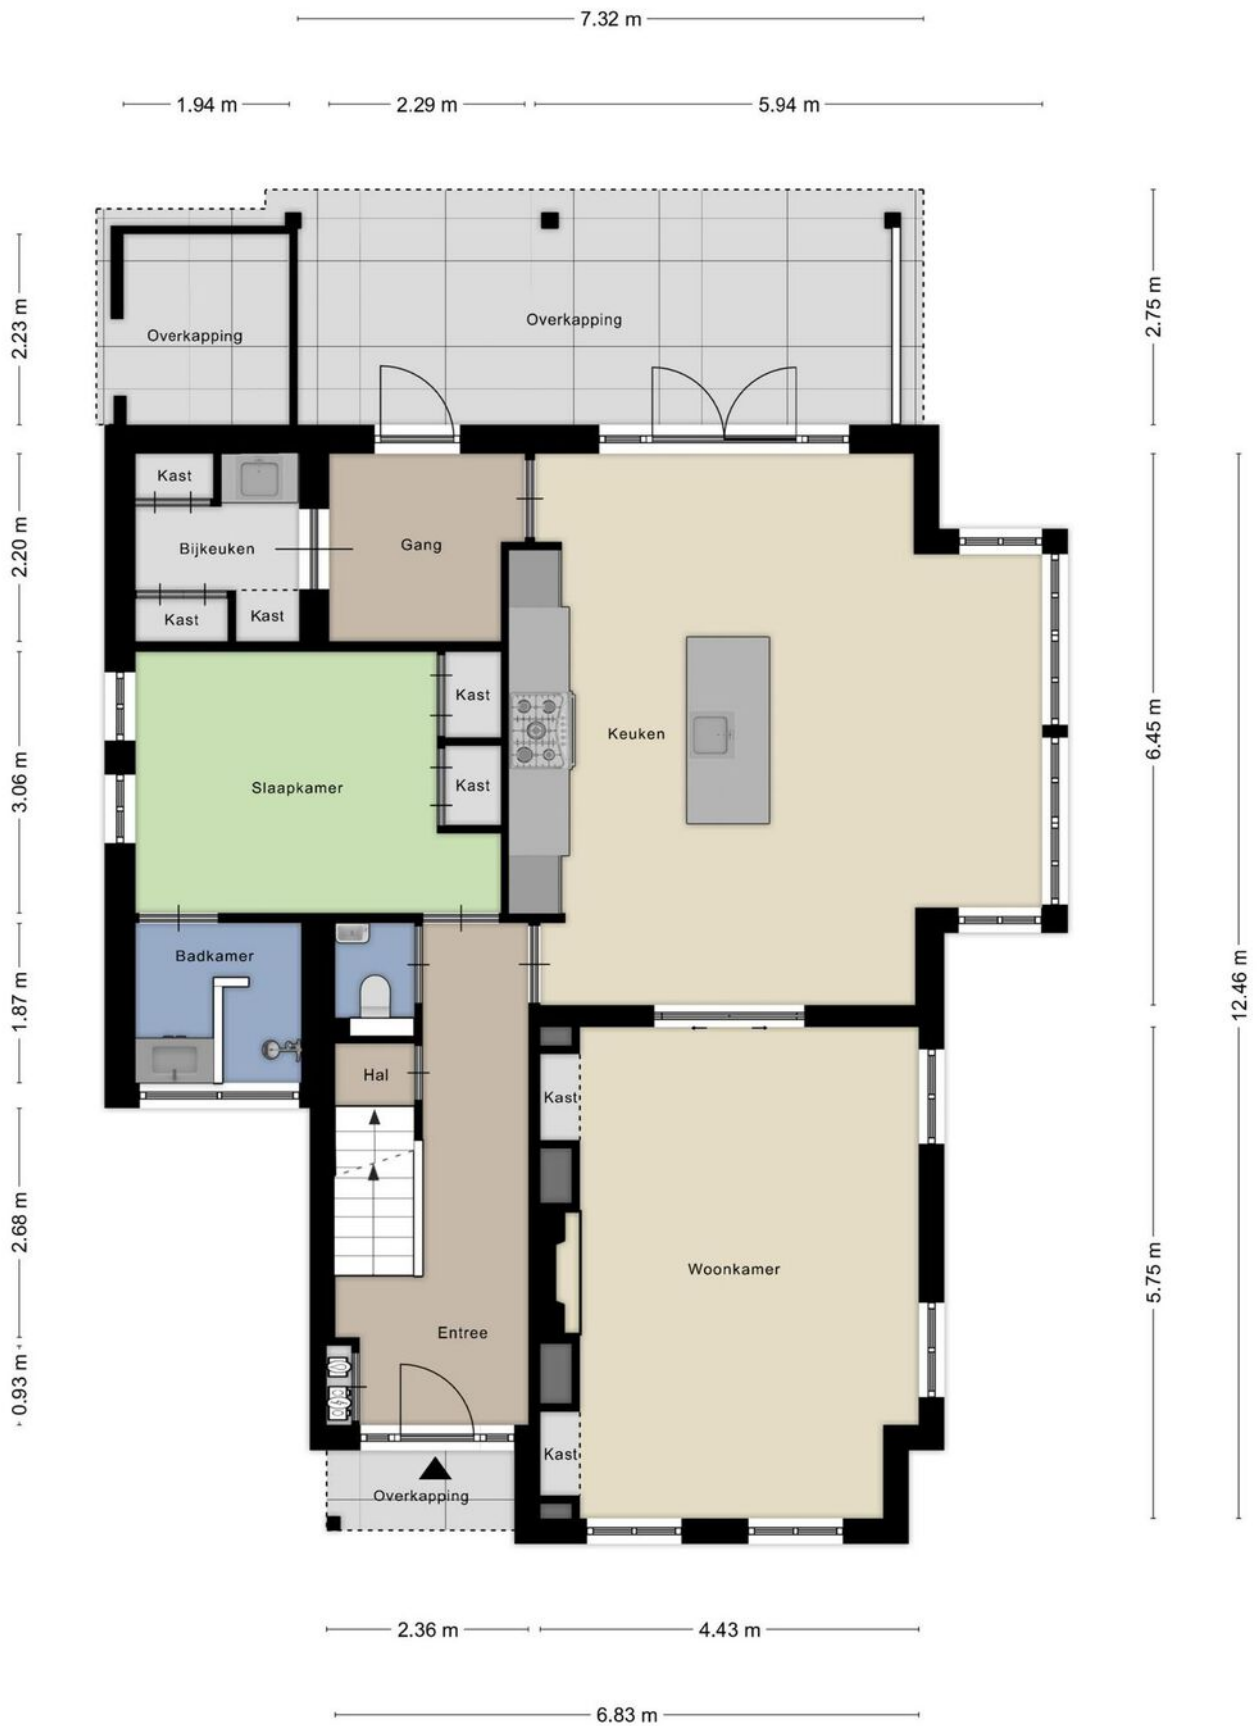 7.32 m
1.94 m
2.29 m
5.94 m
2.23 m
2.75 m
Overkapping
Overkapping
Kast
Bijkeuken
Gang
2.20 m
Kast
Kast
Kast
Keuken
6.45 m
Slaapkamer
Kast
3.06 m
Badkamer
1.87 m
12.46 m
Hal
Kast
2.68 m
Woonkamer
5.75 m
Entree
0.93 m
Kast
Overkapping
2.36 m
4.43 m
6.83 m